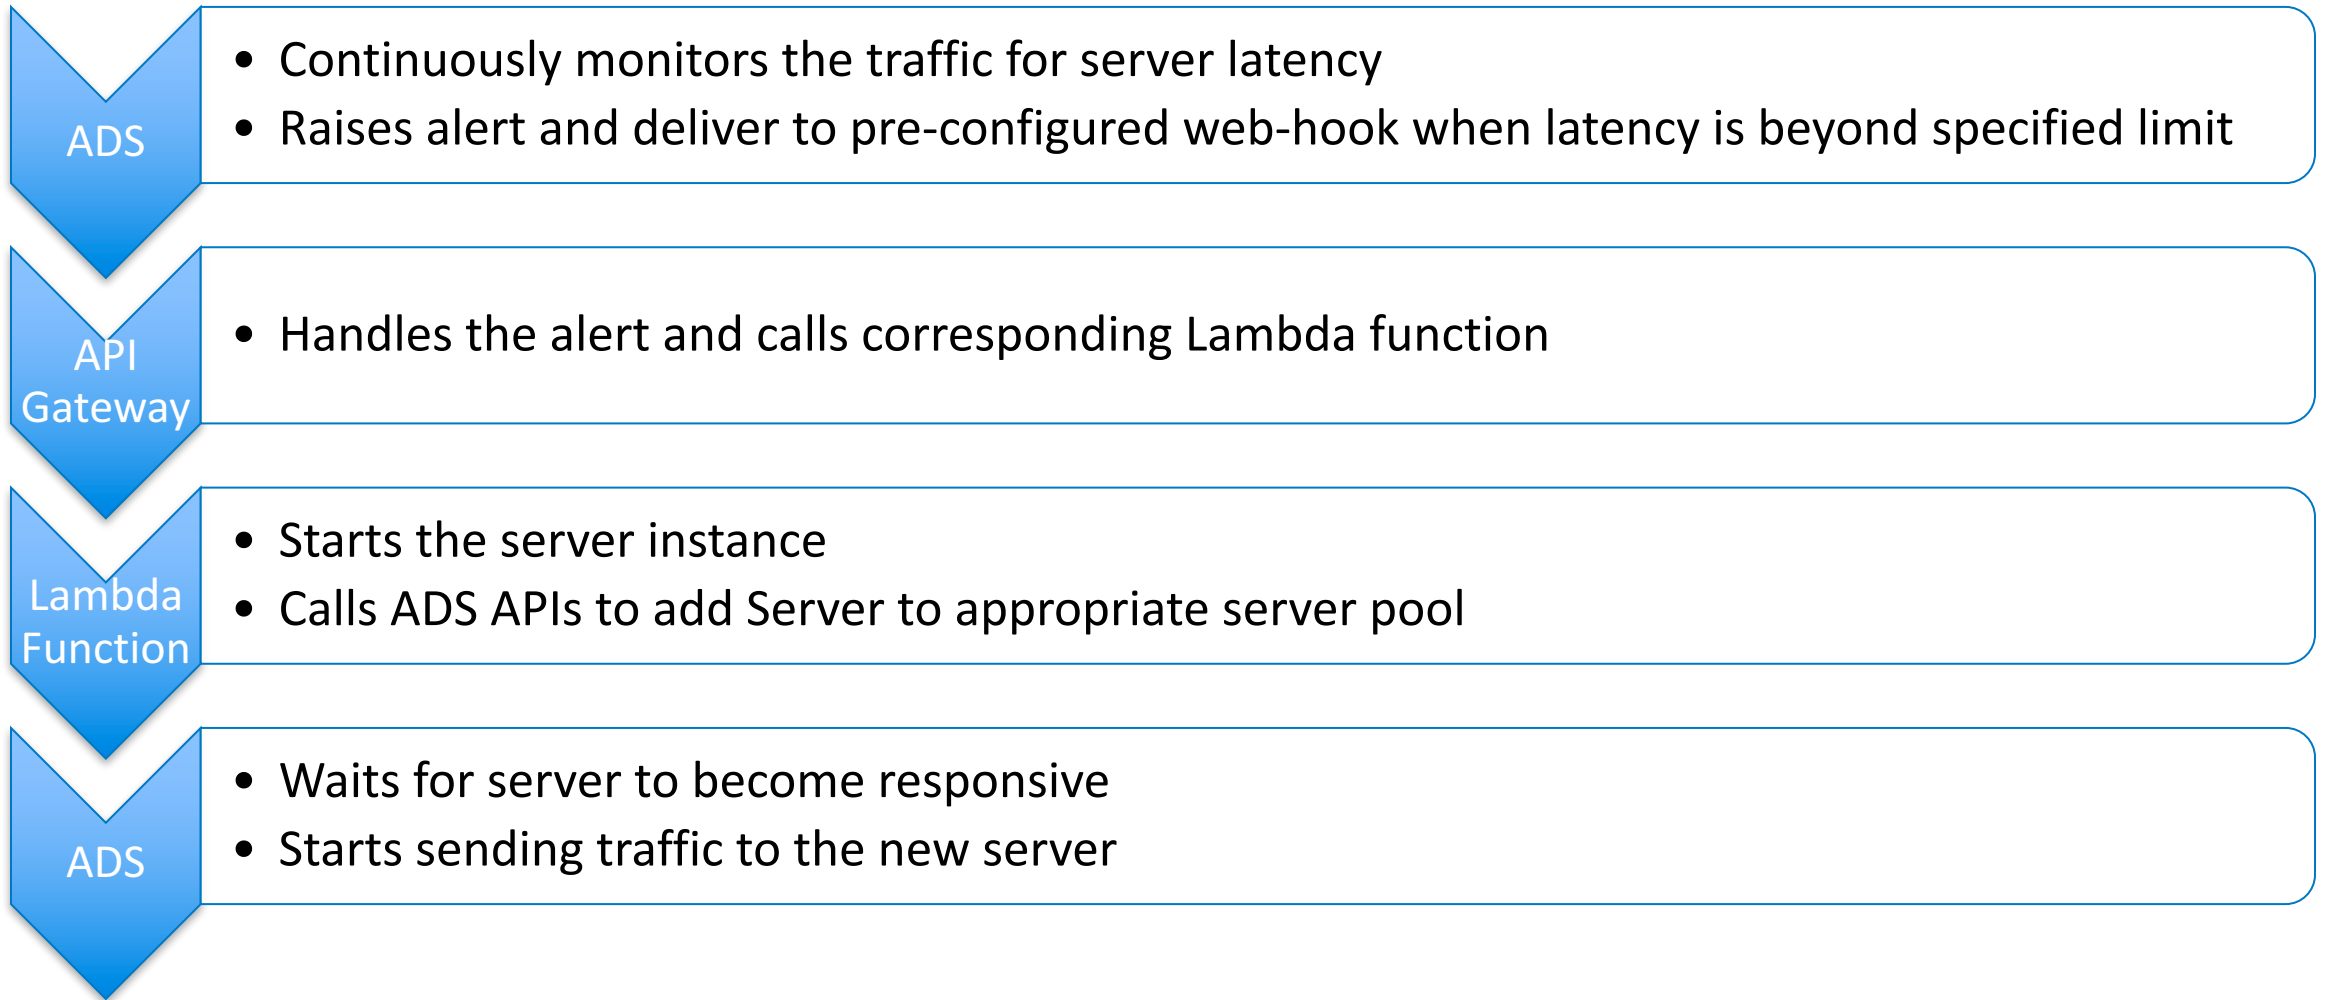 ADS
• Continuously monitors the traffic for server latency
• Raises alert and deliver to pre-configured web-hook when latency is beyond specified limit
API
Gateway
• Handles the alert and calls corresponding Lambda function
Lambda
Function
• Starts the server instance
• Calls ADS APIs to add Server to appropriate server pool
ADS
• Waits for server to become responsive
• Starts sending traffic to the new server